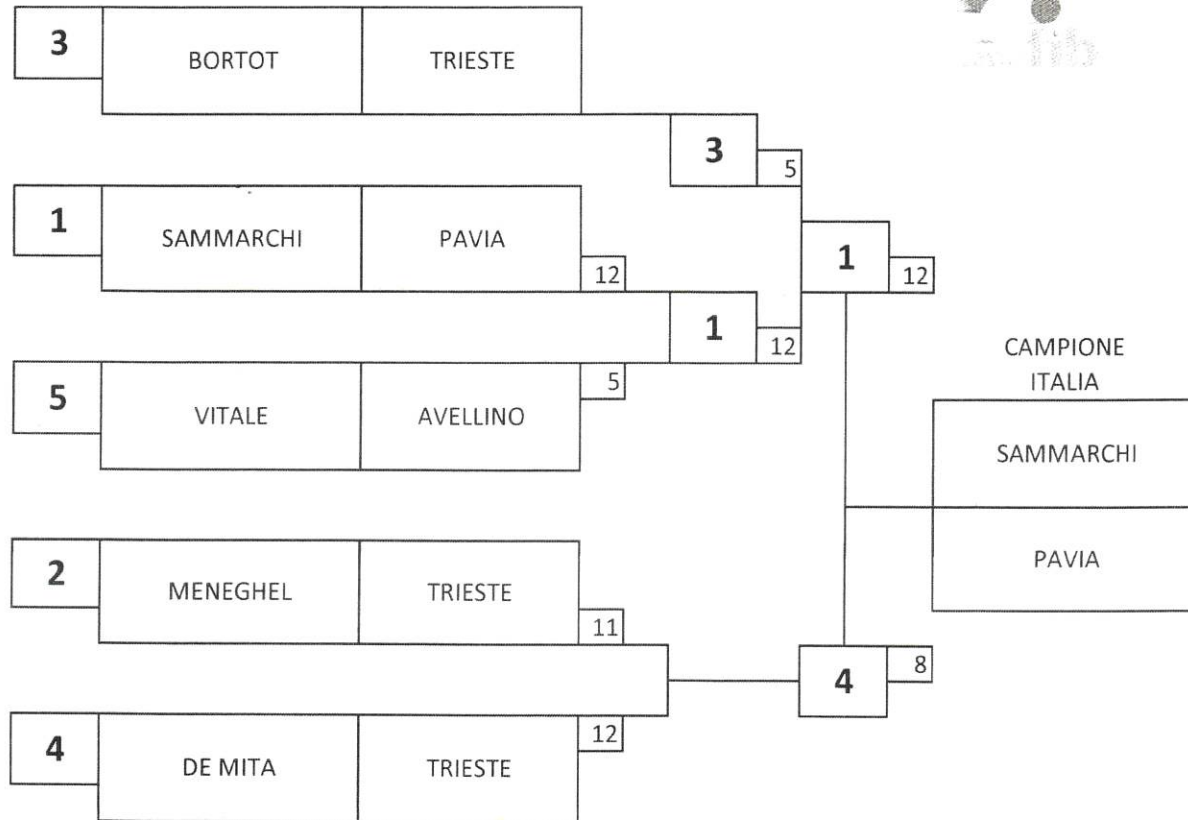 3 BORTOT TRIESTE
3 5
1 SAMMARCHI PAVIA 12
1 12
1 12
5 VITALE AVELLINO 5
CAMPIONE
ITALIA
SAMMARCHI
PAVIA
2 MENEGHEL TRIESTE 11
4 8
4 DE MITA TRIESTE 12